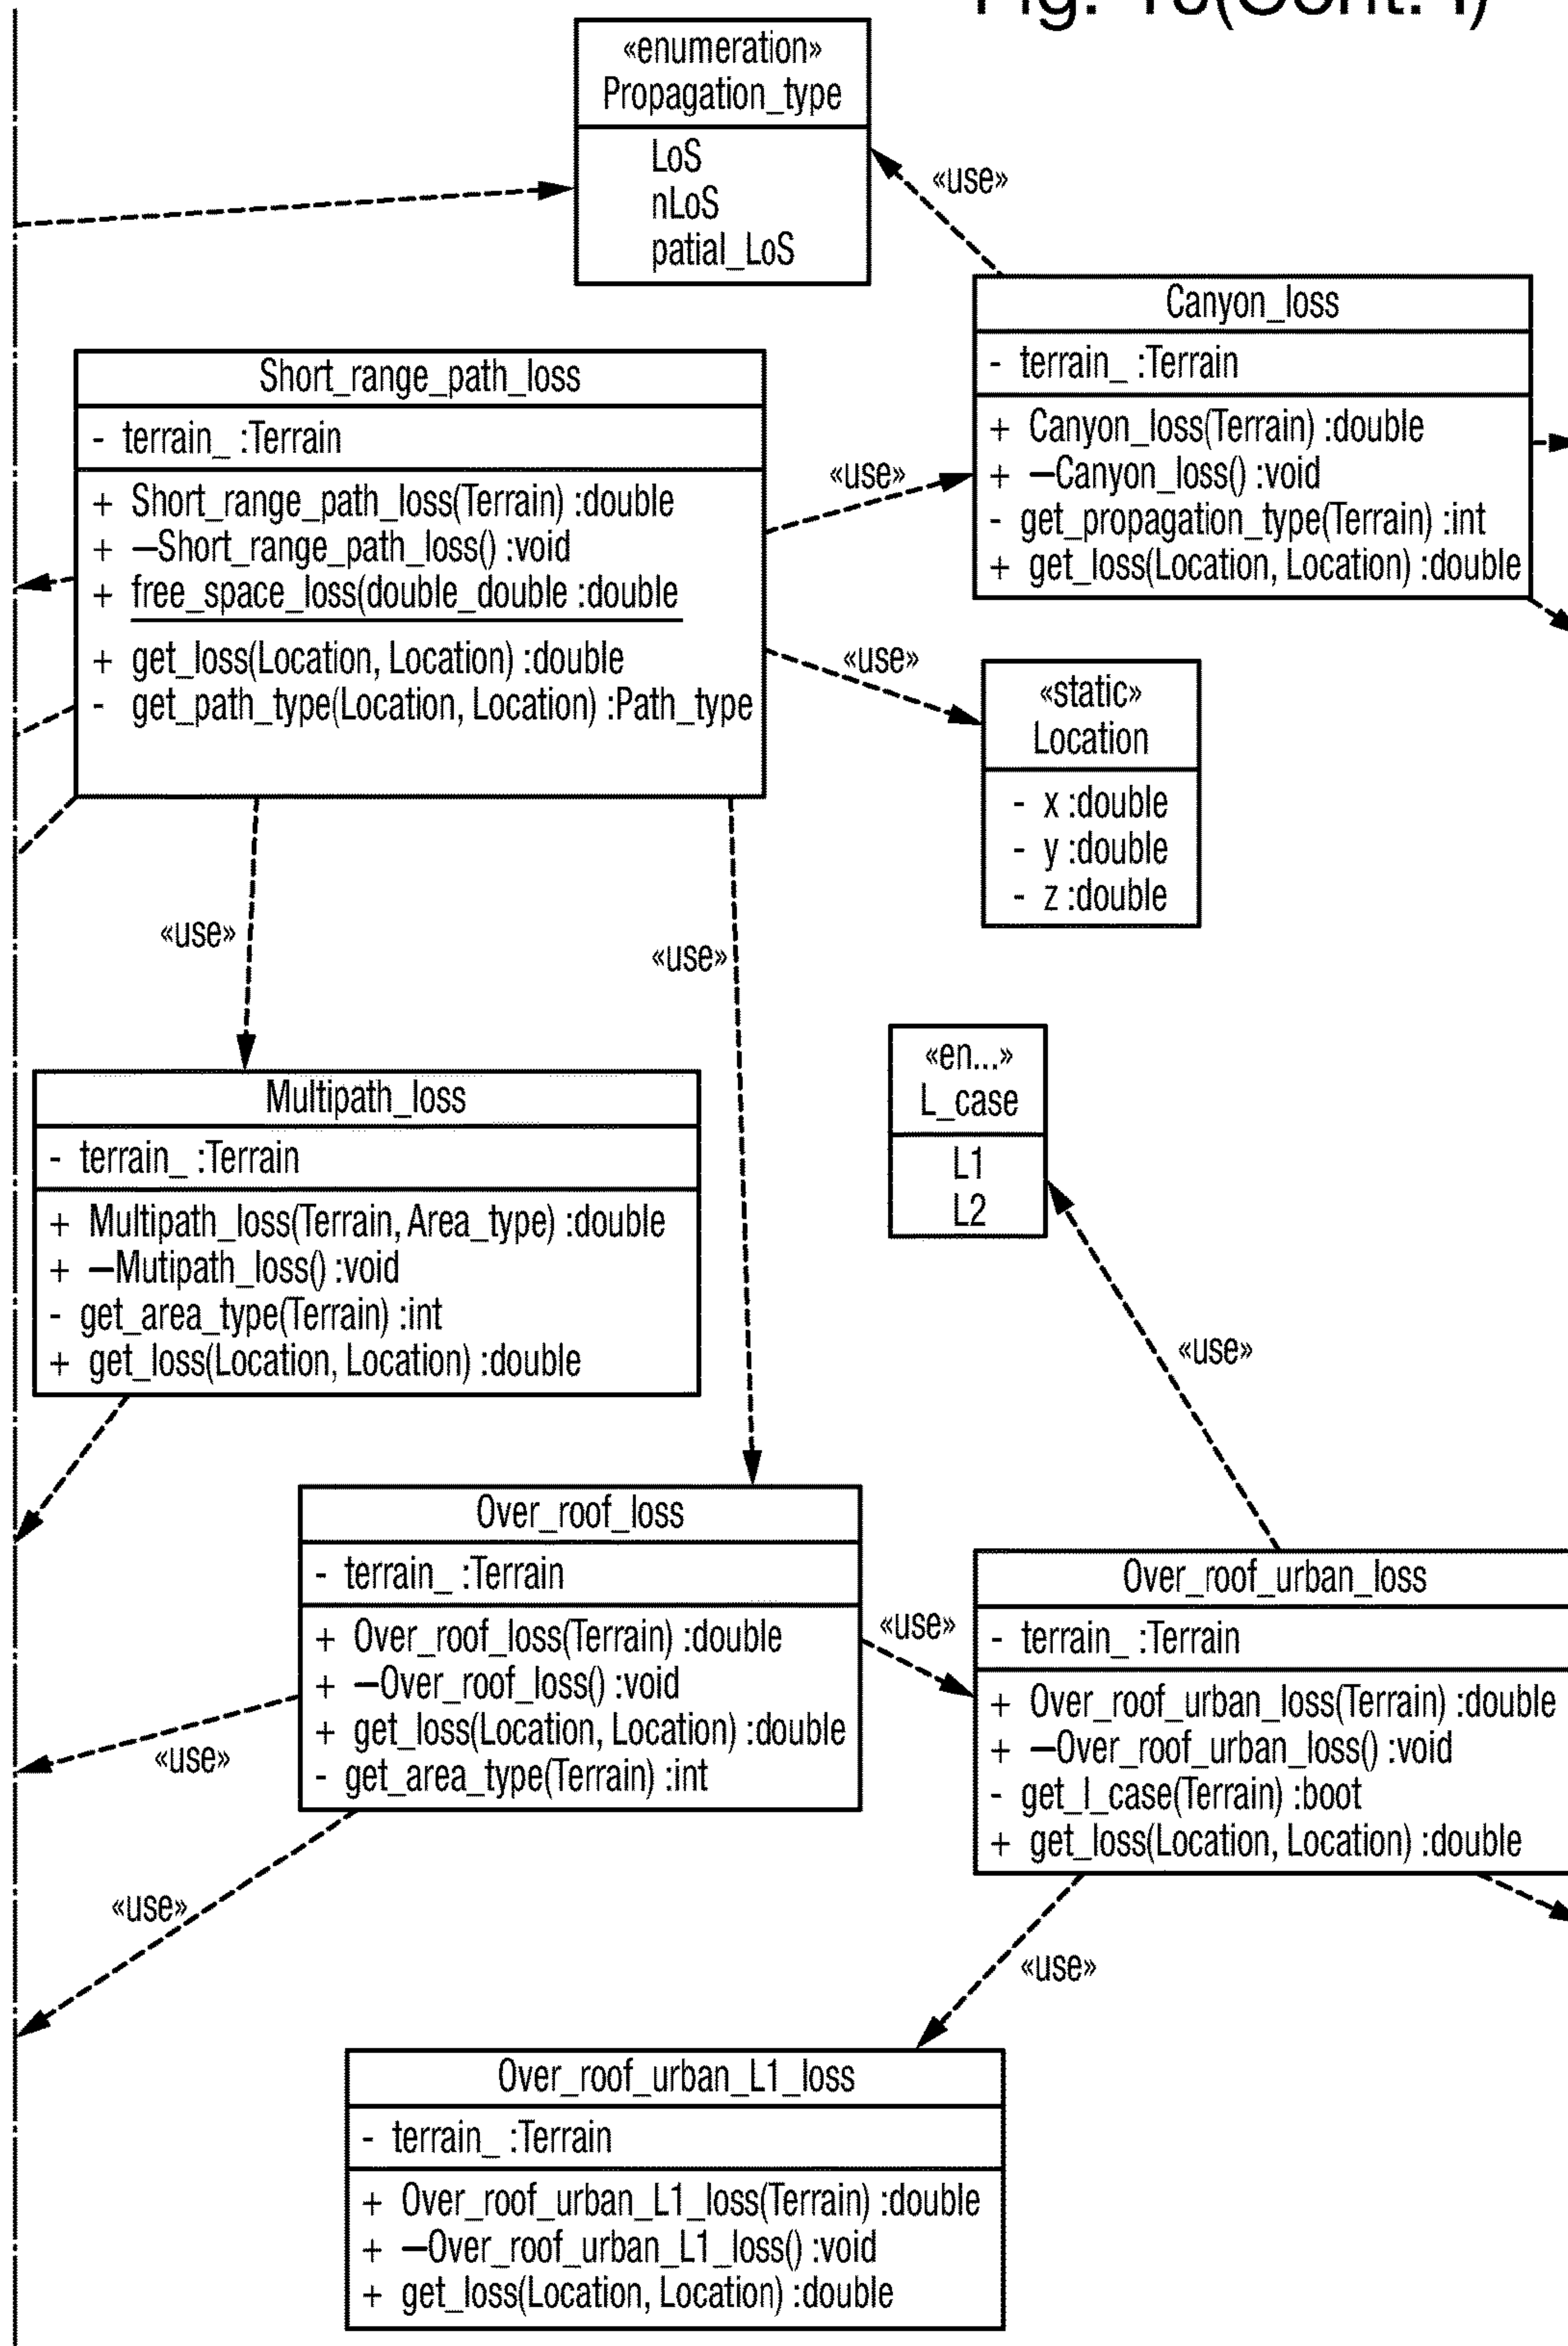 «enumeration»
Propagation_type
LoS
nLoS
patial_LoS
«use»
Canyon_loss
- terrain_ :Terrain
+ Canyon_loss(Terrain) :double
+ –Canyon_loss() :void
- get_propagation_type(Terrain) :int
+ get_loss(Location, Location) :double
Short_range_path_loss
- terrain_ :Terrain
+ Short_range_path_loss(Terrain) :double
+ –Short_range_path_loss() :void
+ free_space_loss(double_double :double
+ get_loss(Location, Location) :double
- get_path_type(Location, Location) :Path_type
«use»
«use»
«static»
Location
- x :double
- y :double
- z :double
«use»
«use»
«en...»
L_case
L1
L2
Multipath_loss
- terrain_ :Terrain
+ Multipath_loss(Terrain, Area_type) :double
+ –Mutipath_loss() :void
- get_area_type(Terrain) :int
+ get_loss(Location, Location) :double
«use»
Over_roof_loss
- terrain_ :Terrain
+ Over_roof_loss(Terrain) :double
+ –Over_roof_loss() :void
+ get_loss(Location, Location) :double
- get_area_type(Terrain) :int
«use»
«use»
«use»
Over_roof_urban_loss
- terrain_ :Terrain
+ Over_roof_urban_loss(Terrain) :double
+ –Over_roof_urban_loss() :void
- get_l_case(Terrain) :boot
+ get_loss(Location, Location) :double
«use»
Over_roof_urban_L1_loss
- terrain_ :Terrain
+ Over_roof_urban_L1_loss(Terrain) :double
+ –Over_roof_urban_L1_loss() :void
+ get_loss(Location, Location) :double